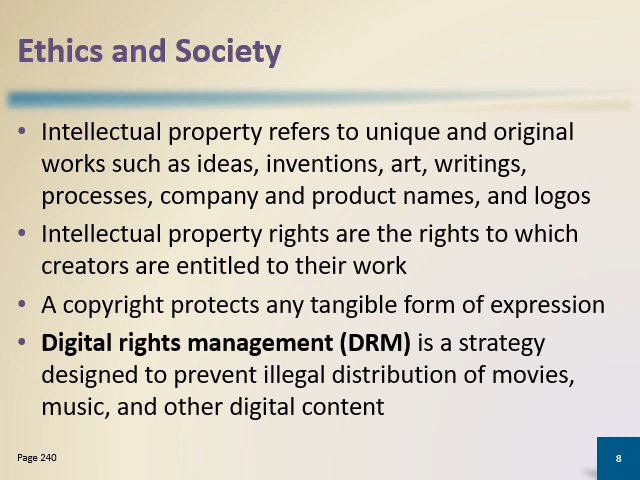 Ethics and Society
• Intellectual property refers to unique and original
works such as ideas, inventions, art, writings,
processes, company and product names, and logos
• Intellectual property rights are the rights to which
creators are entitled to their work
• A copyright protects any tangible form of expression
• Digital rights management (DRM) is a strategy
designed to prevent illegal distribution of movies,
music, and other digital content
Page 240
8